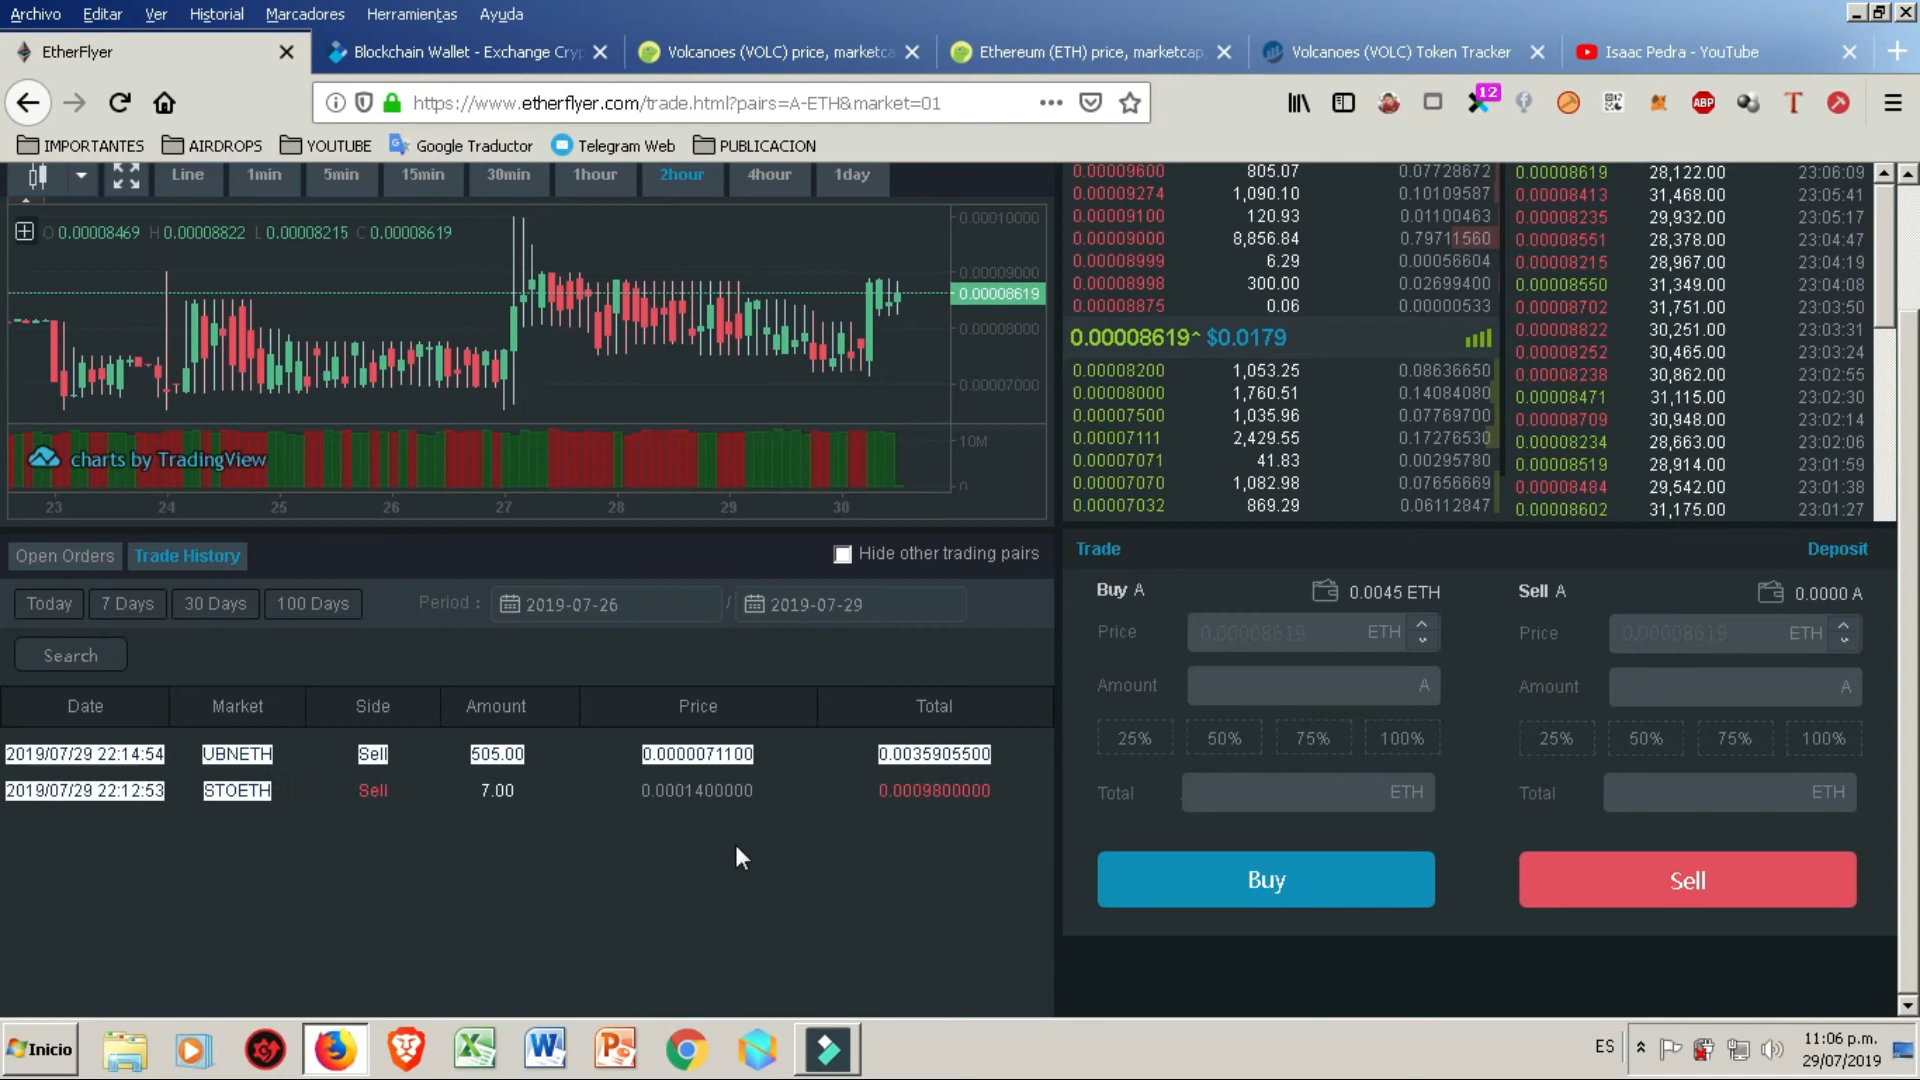 Archivo Editar Ver Historial Marcadores Herramientas Ayuda
EtherFlyer
Blockchain Wallet - Exchange Cryp
Volcanoes (VOLC) price, marketca
Ethereum (ETH) price, marketcap,
Volcanoes (VOLC) Token Tracker
Isaac Pedra - YouTube
https://www.etherflyer.com/trade.html?pairs=A-ETH&market=01
12
ABP
IMPORTANTES AIRDROPS YOUTUBE Google Traductor Telegram Web PUBLICACION
Line 1min 5min 15min 30min 1hour 2hour 4hour 1day
O 0.00008469 H 0.00008822 L 0.00008215 C 0.00008619
0.00010000
0.00009000
0.00008619
0.00008000
0.00007000
10M
0
charts by TradingView
23 24 25 26 27 28 29 30
0.00009600 805.07 0.07728672
0.00009274 1,090.10 0.10109587
0.00009100 120.93 0.01100463
0.00009000 8,856.84 0.79711560
0.00008999 6.29 0.00056604
0.00008998 300.00 0.02699400
0.00008875 0.06 0.00000533
0.00008619^ $0.0179
0.00008200 1,053.25 0.08636650
0.00008000 1,760.51 0.14084080
0.00007500 1,035.96 0.07769700
0.00007111 2,429.55 0.17276530
0.00007071 41.83 0.00295780
0.00007070 1,082.98 0.07656669
0.00007032 869.29 0.06112847
0.00008619 28,122.00 23:06:09
0.00008413 31,468.00 23:05:41
0.00008235 29,932.00 23:05:17
0.00008551 28,378.00 23:04:47
0.00008215 28,967.00 23:04:19
0.00008550 31,349.00 23:04:08
0.00008702 31,751.00 23:03:50
0.00008822 30,251.00 23:03:31
0.00008252 30,465.00 23:03:24
0.00008238 30,862.00 23:02:55
0.00008471 31,115.00 23:02:30
0.00008709 30,948.00 23:02:14
0.00008234 28,663.00 23:02:06
0.00008519 28,914.00 23:01:59
0.00008484 29,542.00 23:01:38
0.00008602 31,175.00 23:01:27
Open Orders Trade History Hide other trading pairs
Today 7 Days 30 Days 100 Days Period : 2019-07-26 / 2019-07-29
Search
Date Market Side Amount Price Total
2019/07/29 22:14:54 UBNETH Sell 505.00 0.0000071100 0.0035905500
2019/07/29 22:12:53 STOETH Sell 7.00 0.0001400000 0.0009800000
Trade Deposit
Buy A 0.0045 ETH
Price 0.00008619 ETH
Amount A
25% 50% 75% 100%
Total ETH
Buy
Sell A 0.0000 A
Price 0.00008619 ETH
Amount A
25% 50% 75% 100%
Total ETH
Sell
Inicio
ES
11:06 p.m.
29/07/2019